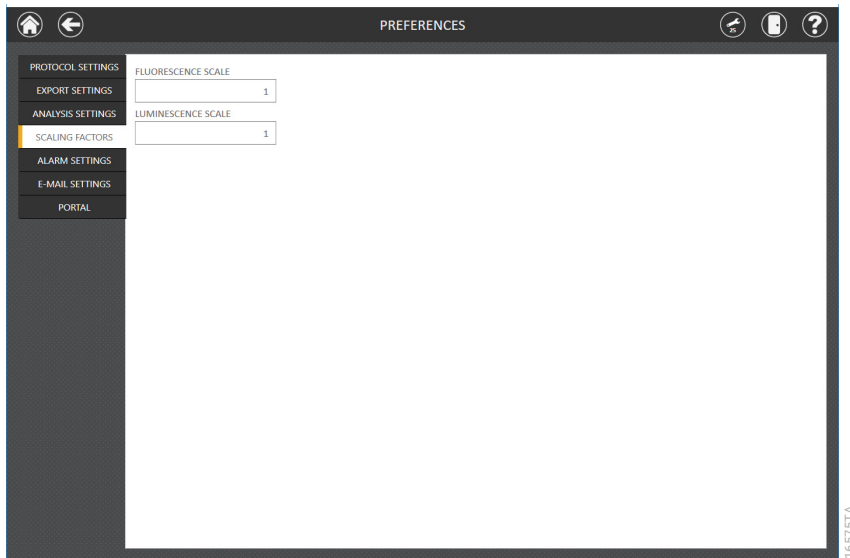 PREFERENCES
25
?
PROTOCOL SETTINGS
EXPORT SETTINGS
ANALYSIS SETTINGS
SCALING FACTORS
ALARM SETTINGS
E-MAIL SETTINGS
PORTAL
FLUORESCENCE SCALE
1
LUMINESCENCE SCALE
1